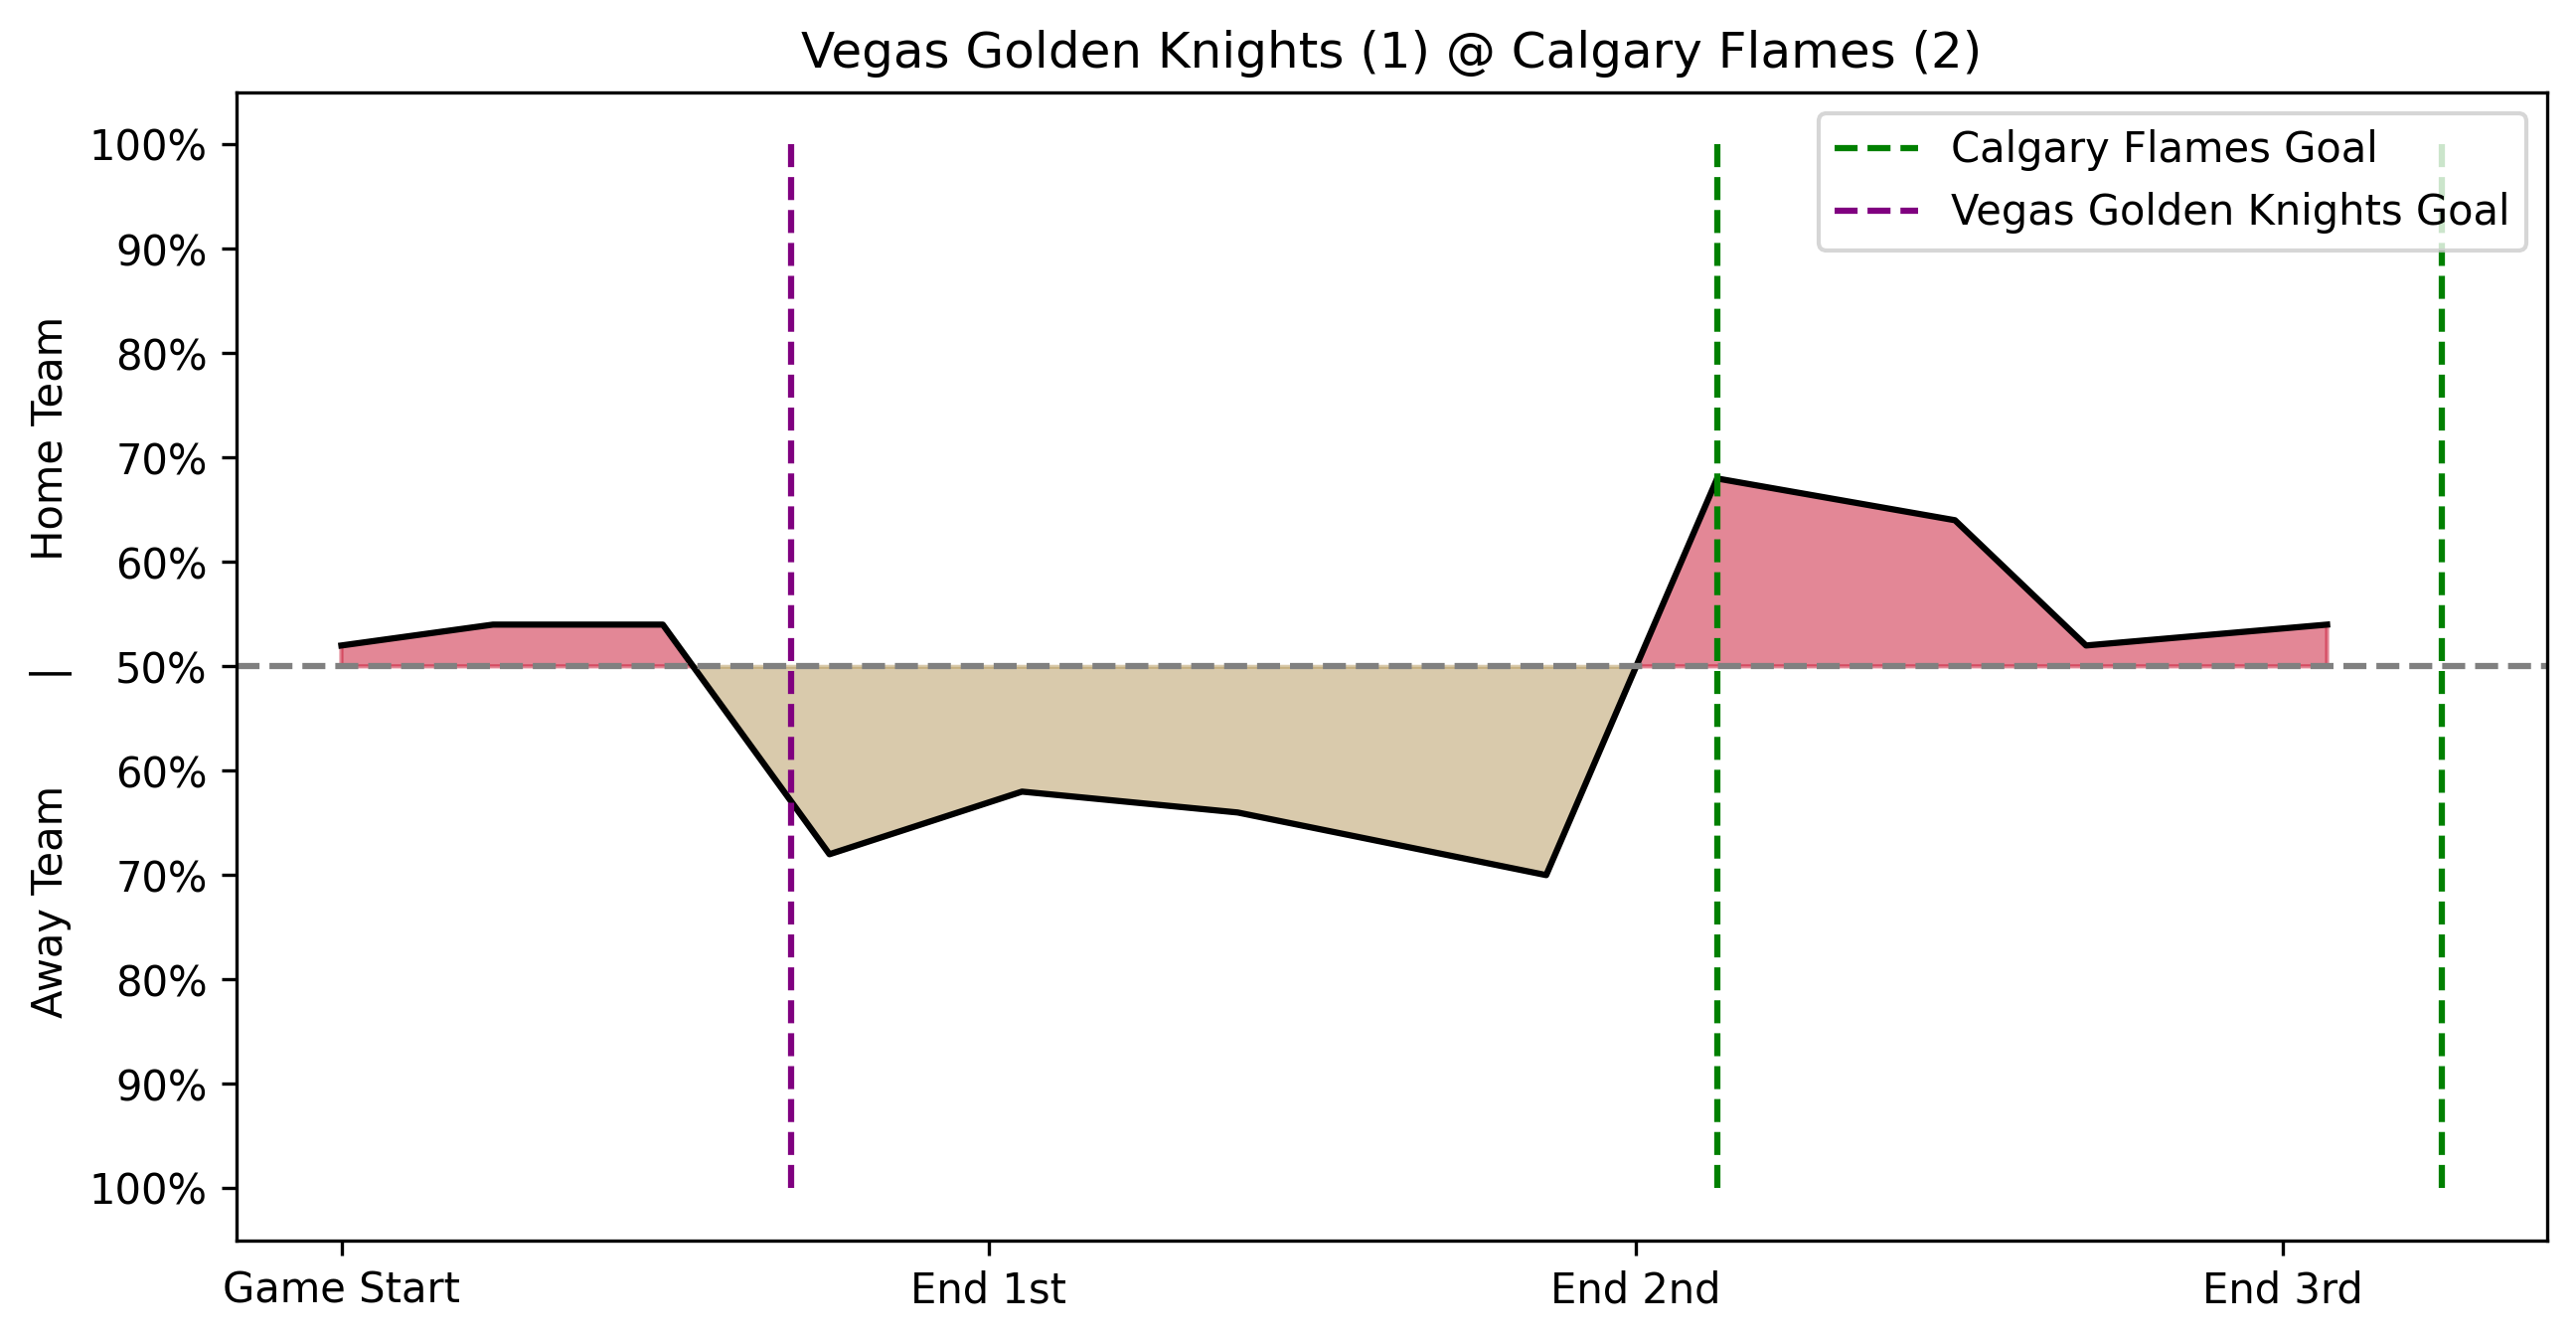 Vegas Golden Knights (1) @ Calgary Flames (2)
Calgary Flames Goal
Vegas Golden Knights Goal
Away Team | Home Team
100%
90%
80%
70%
60%
50%
60%
70%
80%
90%
100%
Game Start
End 1st
End 2nd
End 3rd